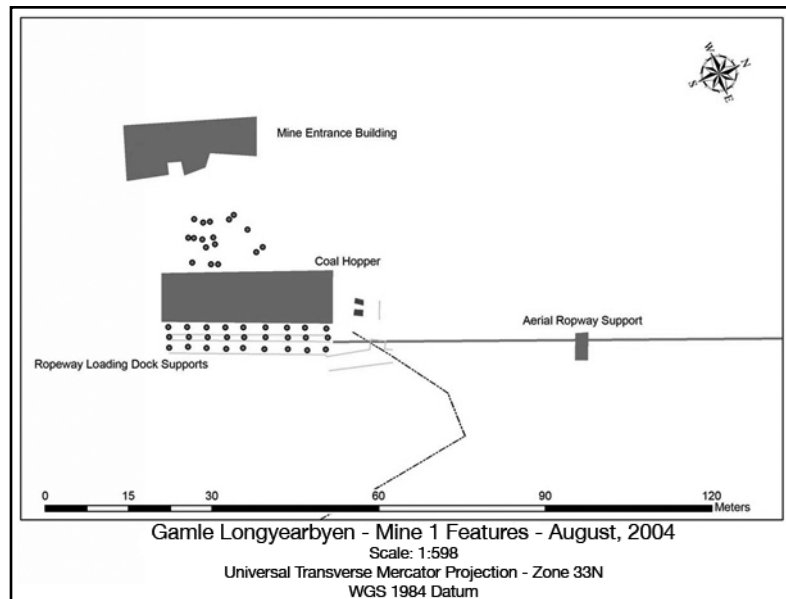 W
N
S
E
Mine Entrance Building
Coal Hopper
Aerial Ropway Support
Ropeway Loading Dock Supports
0 15 30 60 90 120
Meters
Gamle Longyearbyen - Mine 1 Features - August, 2004
Scale: 1:598
Universal Transverse Mercator Projection - Zone 33N
WGS 1984 Datum